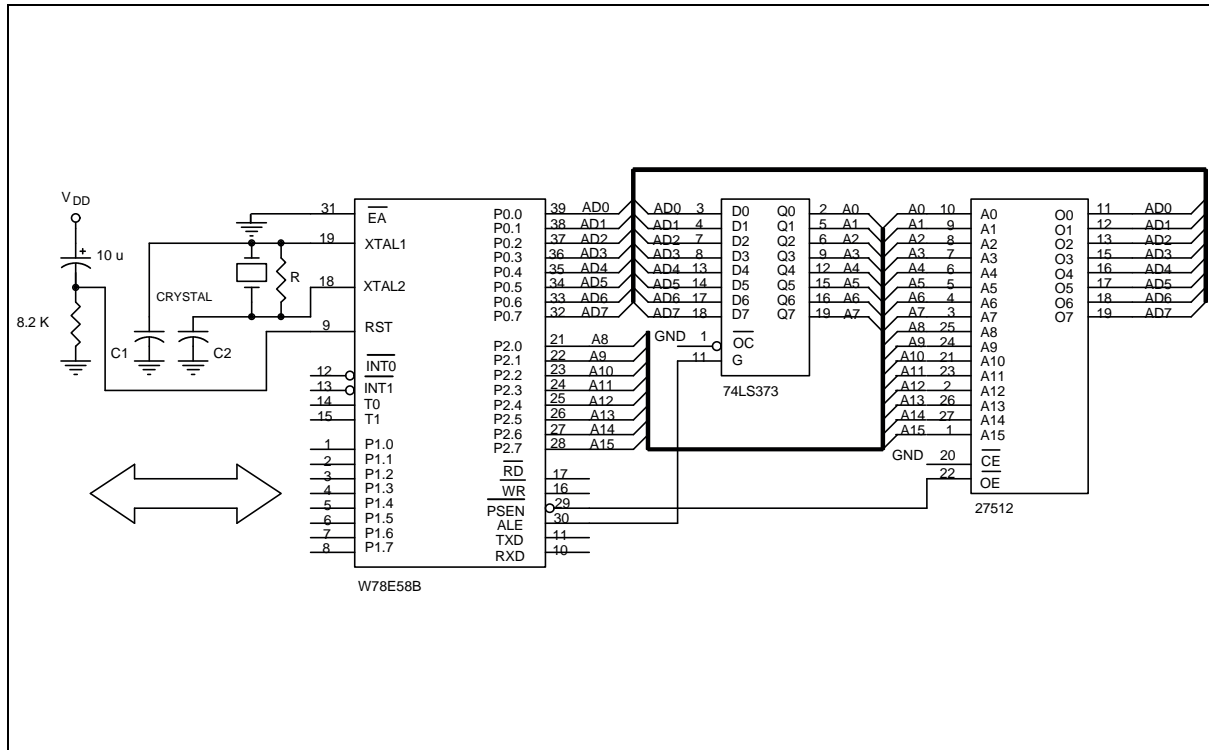 VDD
10 u
8.2 K
C1
C2
CRYSTAL
R
31 EA
19 XTAL1
18 XTAL2
9 RST
12 INT0
13 INT1
14 T0
15 T1
1 P1.0
2 P1.1
3 P1.2
4 P1.3
5 P1.4
6 P1.5
7 P1.6
8 P1.7
P0.0 39 AD0
P0.1 38 AD1
P0.2 37 AD2
P0.3 36 AD3
P0.4 35 AD4
P0.5 34 AD5
P0.6 33 AD6
P0.7 32 AD7
P2.0 21 A8
P2.1 22 A9
P2.2 23 A10
P2.3 24 A11
P2.4 25 A12
P2.5 26 A13
P2.6 27 A14
P2.7 28 A15
RD 17
WR 16
PSEN 29
ALE 30
TXD 11
RXD 10
W78E58B
AD0 3 D0 Q0 2 A0
AD1 4 D1 Q1 5 A1
AD2 7 D2 Q2 6 A2
AD3 8 D3 Q3 9 A3
AD4 13 D4 Q4 12 A4
AD5 14 D5 Q5 15 A5
AD6 17 D6 Q6 16 A6
AD7 18 D7 Q7 19 A7
GND 1 OC
11 G
74LS373
A0 10 A0 O0 11 AD0
A1 9 A1 O1 12 AD1
A2 8 A2 O2 13 AD2
A3 7 A3 O3 15 AD3
A4 6 A4 O4 16 AD4
A5 5 A5 O5 17 AD5
A6 4 A6 O6 18 AD6
A7 3 A7 O7 19 AD7
A8 25 A8
A9 24 A9
A10 21 A10
A11 23 A11
A12 2 A12
A13 26 A13
A14 27 A14
A15 1 A15
GND 20 CE
22 OE
27512